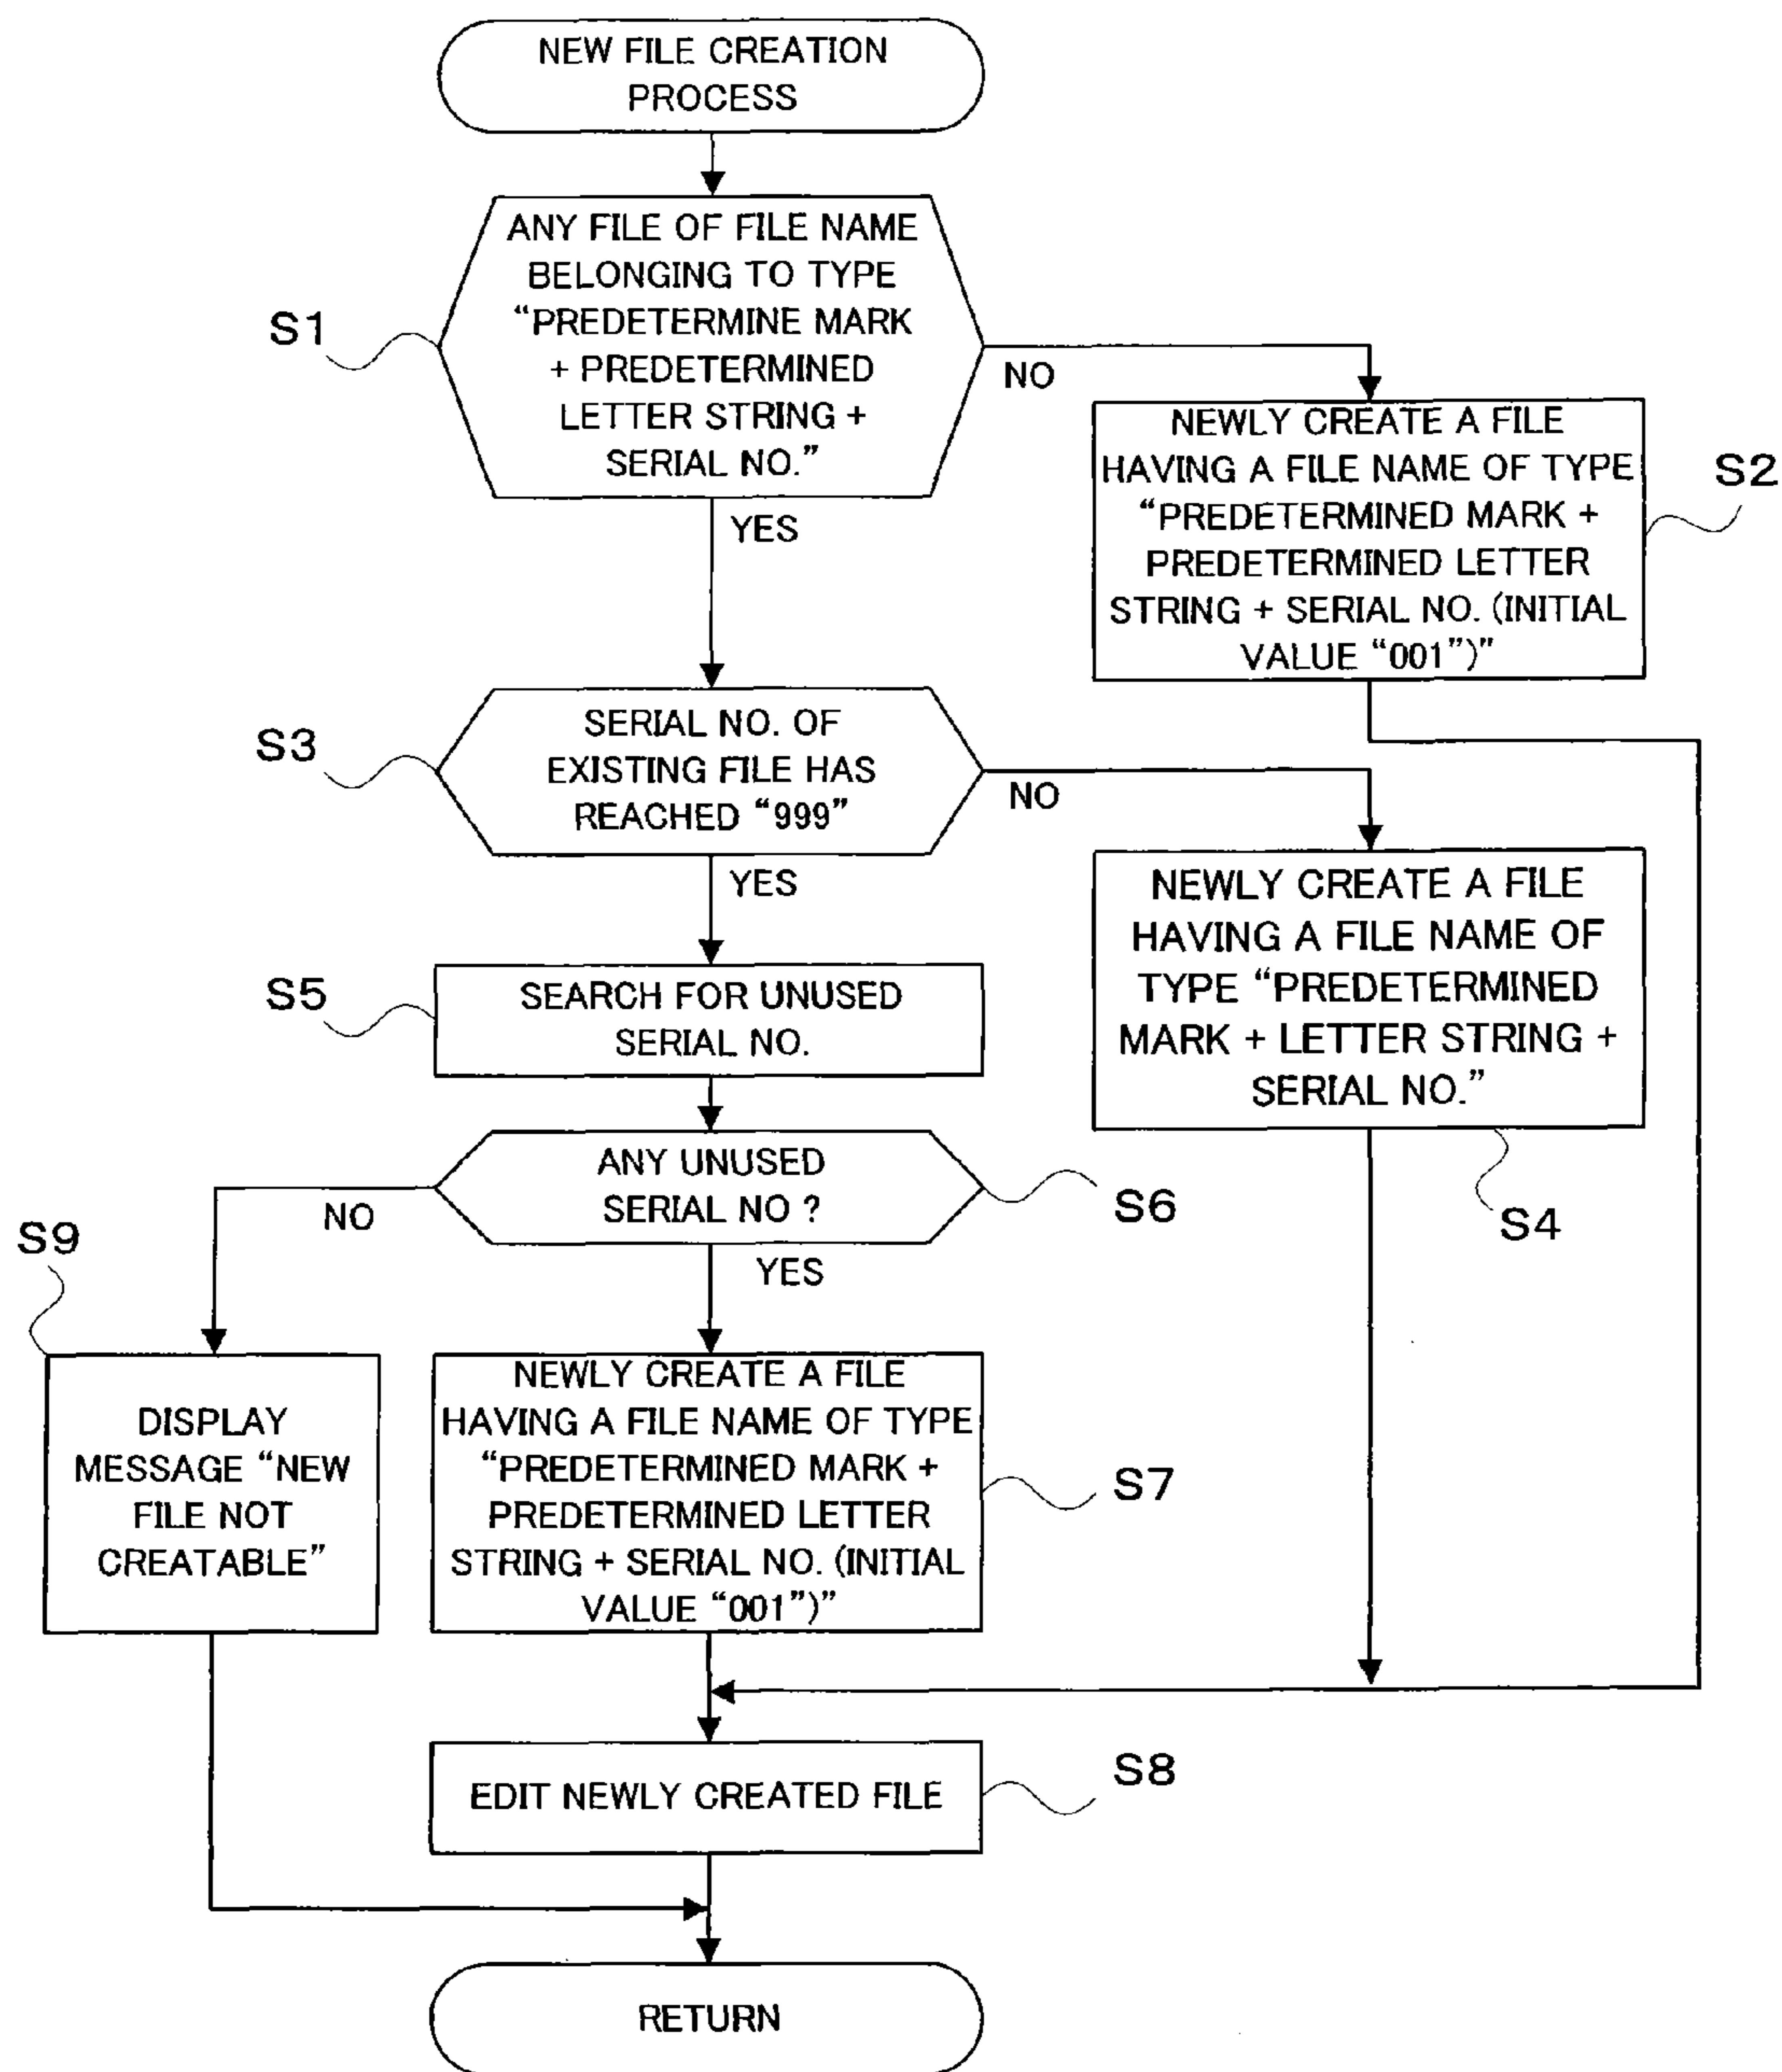 NEW FILE CREATION
PROCESS
ANY FILE OF FILE NAME
BELONGING TO TYPE
“PREDETERMINE MARK
+ PREDETERMINED
LETTER STRING +
SERIAL NO.”
S1
NO
YES
NEWLY CREATE A FILE
HAVING A FILE NAME OF TYPE
“PREDETERMINED MARK +
PREDETERMINED LETTER
STRING + SERIAL NO. (INITIAL
VALUE “001”)”
S2
SERIAL NO. OF
EXISTING FILE HAS
REACHED “999”
S3
NO
YES
NEWLY CREATE A FILE
HAVING A FILE NAME OF
TYPE “PREDETERMINED
MARK + LETTER STRING +
SERIAL NO.”
S4
S5
SEARCH FOR UNUSED
SERIAL NO.
ANY UNUSED
SERIAL NO ?
S6
NO
YES
S9
DISPLAY
MESSAGE “NEW
FILE NOT
CREATABLE”
NEWLY CREATE A FILE
HAVING A FILE NAME OF TYPE
“PREDETERMINED MARK +
PREDETERMINED LETTER
STRING + SERIAL NO. (INITIAL
VALUE “001”)”
S7
EDIT NEWLY CREATED FILE
S8
RETURN